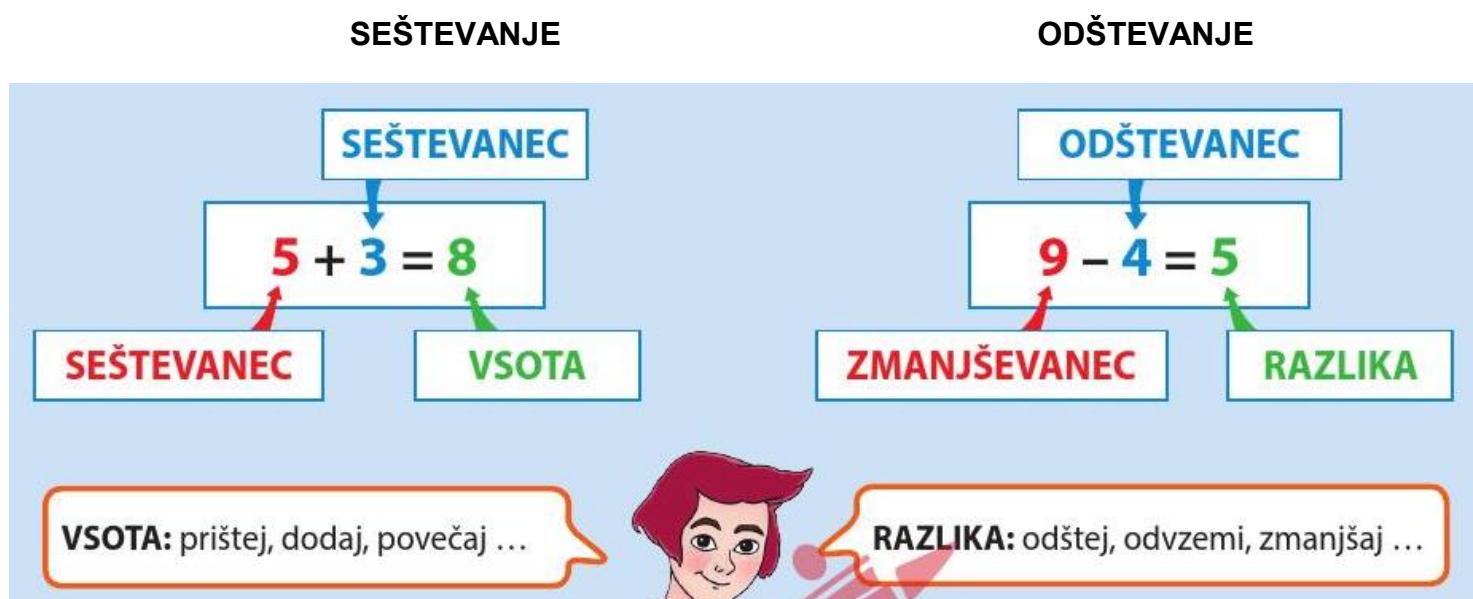 SEŠTEVANJE
ODŠTEVANJE
SEŠTEVANEC
5 + 3 = 8
SEŠTEVANEC
VSOTA
ODŠTEVANEC
9 – 4 = 5
ZMANJŠEVANEC
RAZLIKA
VSOTA: prištej, dodaj, povečaj ...
RAZLIKA: odštej, odvzemi, zmanjšaj ...